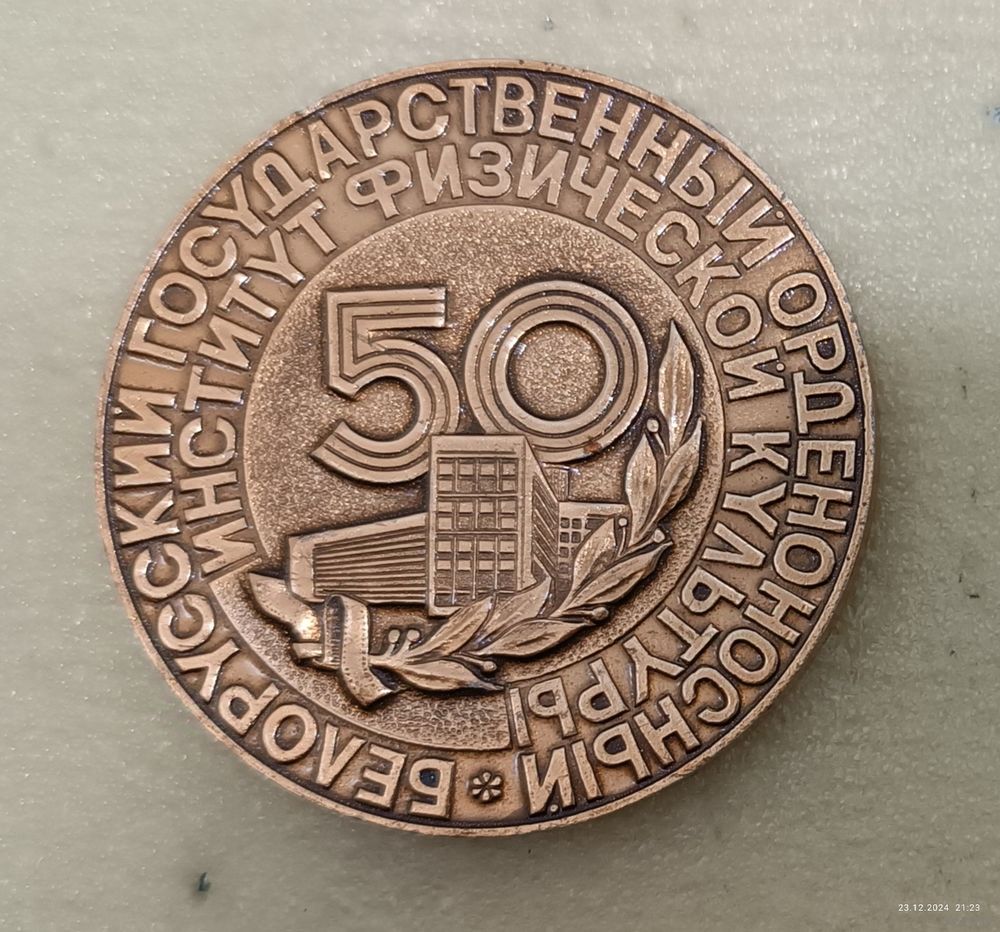 БЕЛОРУССКИЙ ГОСУДАРСТВЕННЫЙ ОРДЕНОНОСНЫЙ
ИНСТИТУТ ФИЗИЧЕСКОЙ КУЛЬТУРЫ
50
23.12.2024 21:23